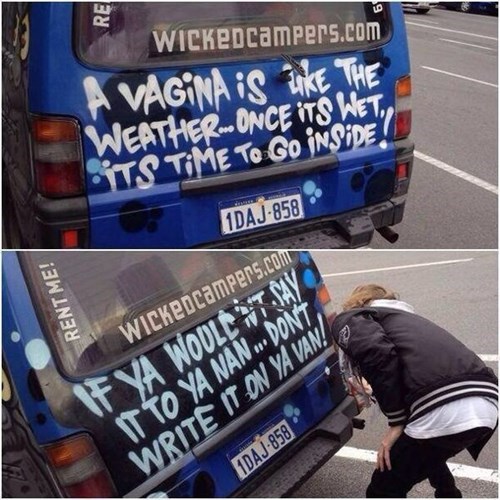 RE
WICKEDCAMPERS.COM
A VAGINA iS LIKE THE
WEATHER... ONCE iTS WET,
iTS TiME TO GO iNSiDE!
1DAJ·858
RENT ME!
WICKEDCAMPERS.COM
IF YA WOULDN'T SAY
IT TO YA NAN... DON'T
WRITE IT ON YA VAN!
1DAJ·858